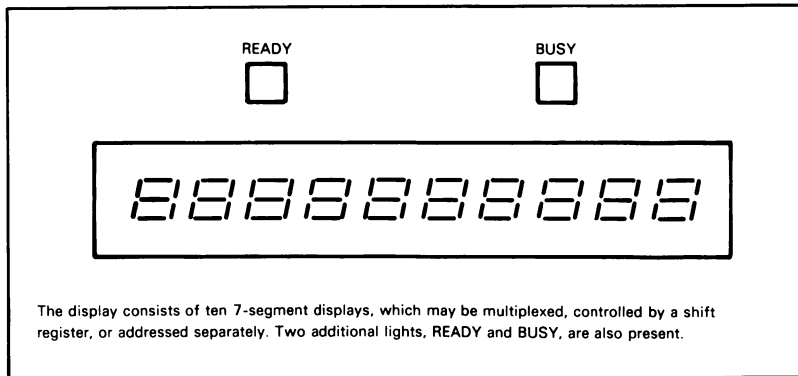 READY BUSY
The display consists of ten 7-segment displays, which may be multiplexed, controlled by a shift
register, or addressed separately. Two additional lights, READY and BUSY, are also present.